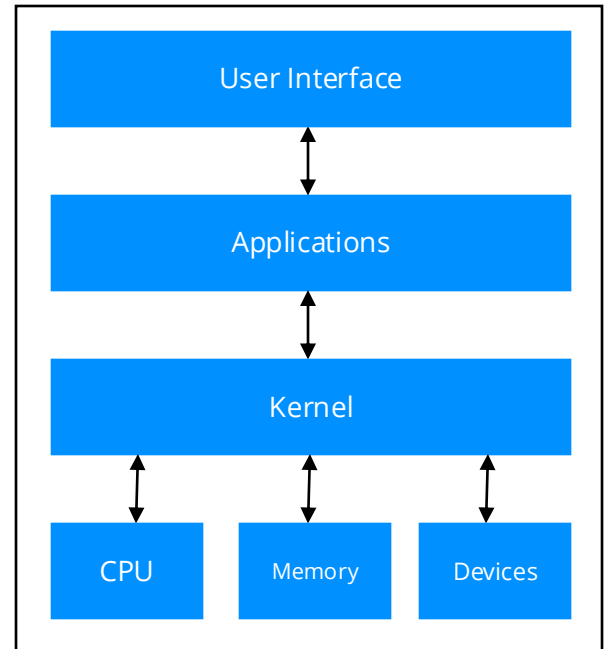 User Interface
Applications
Kernel
CPU
Memory
Devices